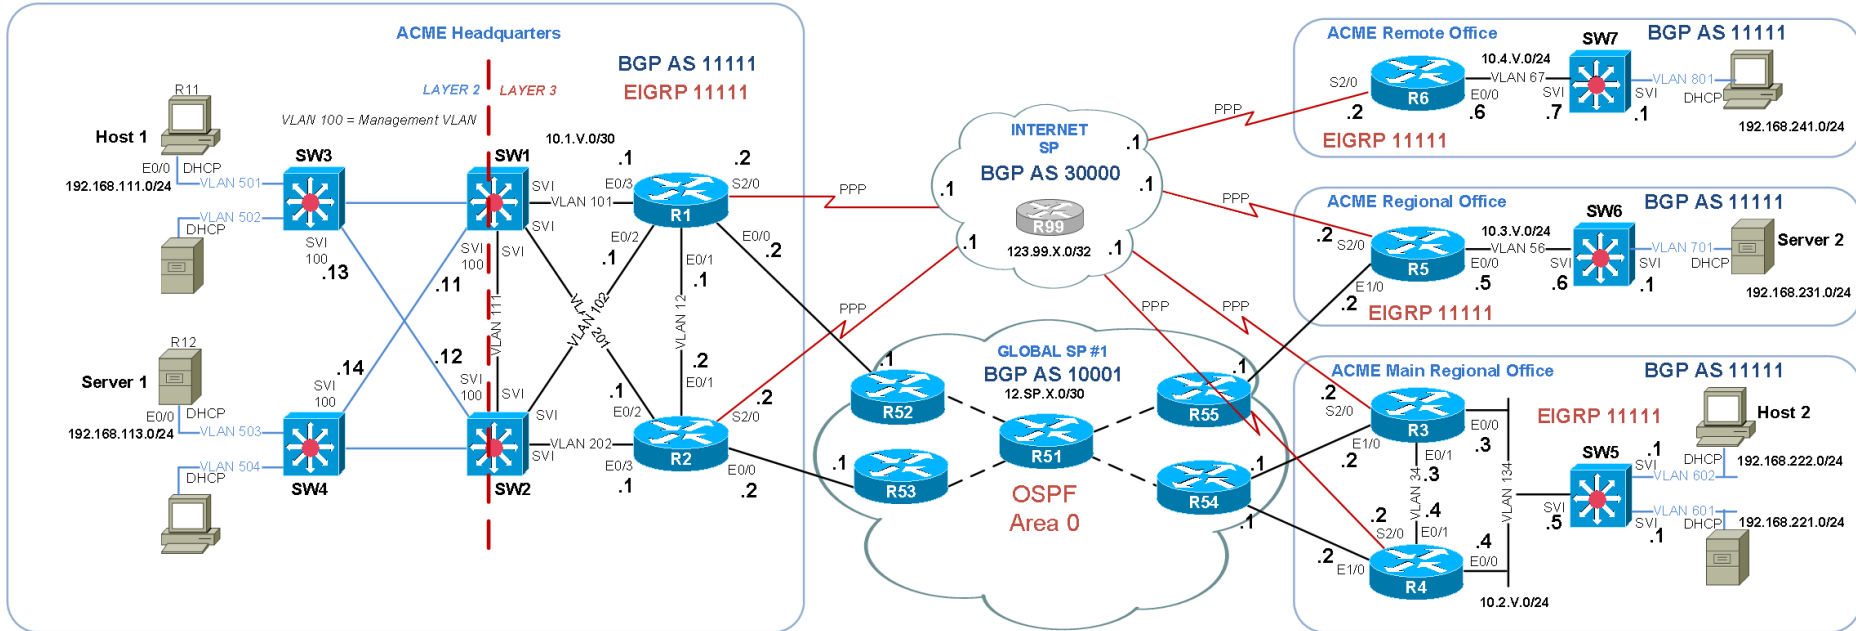 ACME Headquarters
BGP AS 11111
EIGRP 11111
LAYER 2
LAYER 3
VLAN 100 = Management VLAN
10.1.V.0/30
R11
Host 1
E0/0
DHCP
192.168.111.0/24
VLAN 501
VLAN 502
DHCP
SW3
SVI
100
.13
SW1
SVI
SVI
SVI
100
SVI
.11
VLAN 101
.1
E0/3
.2
S2/0
R1
E0/2
.1
E0/1
.1
E0/0
.2
VLAN 111
VLAN 102
VLAN 201
VLAN 12
R12
Server 1
E0/0
DHCP
192.168.113.0/24
VLAN 503
VLAN 504
DHCP
.14
SVI
100
SW4
.12
SVI
100
SVI
SVI
SW2
VLAN 202
.1
E0/2
.2
E0/1
R2
E0/3
.1
.2
S2/0
E0/0
.2
PPP
PPP
PPP
PPP
PPP
PPP
INTERNET
SP
BGP AS 30000
R99
123.99.X.0/32
.1
.1
.1
.1
.1
GLOBAL SP #1
BGP AS 10001
12.SP.X.0/30
.1
R52
.1
R53
R51
OSPF
Area 0
.1
R55
.1
R54
.1
ACME Remote Office
BGP AS 11111
S2/0
.2
R6
E0/0
.6
10.4.V.0/24
VLAN 67
SW7
SVI
.7
SVI
.1
VLAN 801
DHCP
192.168.241.0/24
EIGRP 11111
ACME Regional Office
BGP AS 11111
.2
S2/0
R5
E0/0
.5
E1/0
.2
10.3.V.0/24
VLAN 56
SW6
SVI
.6
SVI
.1
VLAN 701
DHCP
Server 2
192.168.231.0/24
EIGRP 11111
ACME Main Regional Office
BGP AS 11111
EIGRP 11111
.2
S2/0
R3
E0/0
.3
E1/0
.2
E0/1
.3
VLAN 34
VLAN 134
.4
E0/1
.2
S2/0
.4
E0/0
.2
E1/0
R4
10.2.V.0/24
SW5
SVI
.5
.1
SVI
VLAN 602
DHCP
Host 2
192.168.222.0/24
VLAN 601
SVI
.1
DHCP
192.168.221.0/24